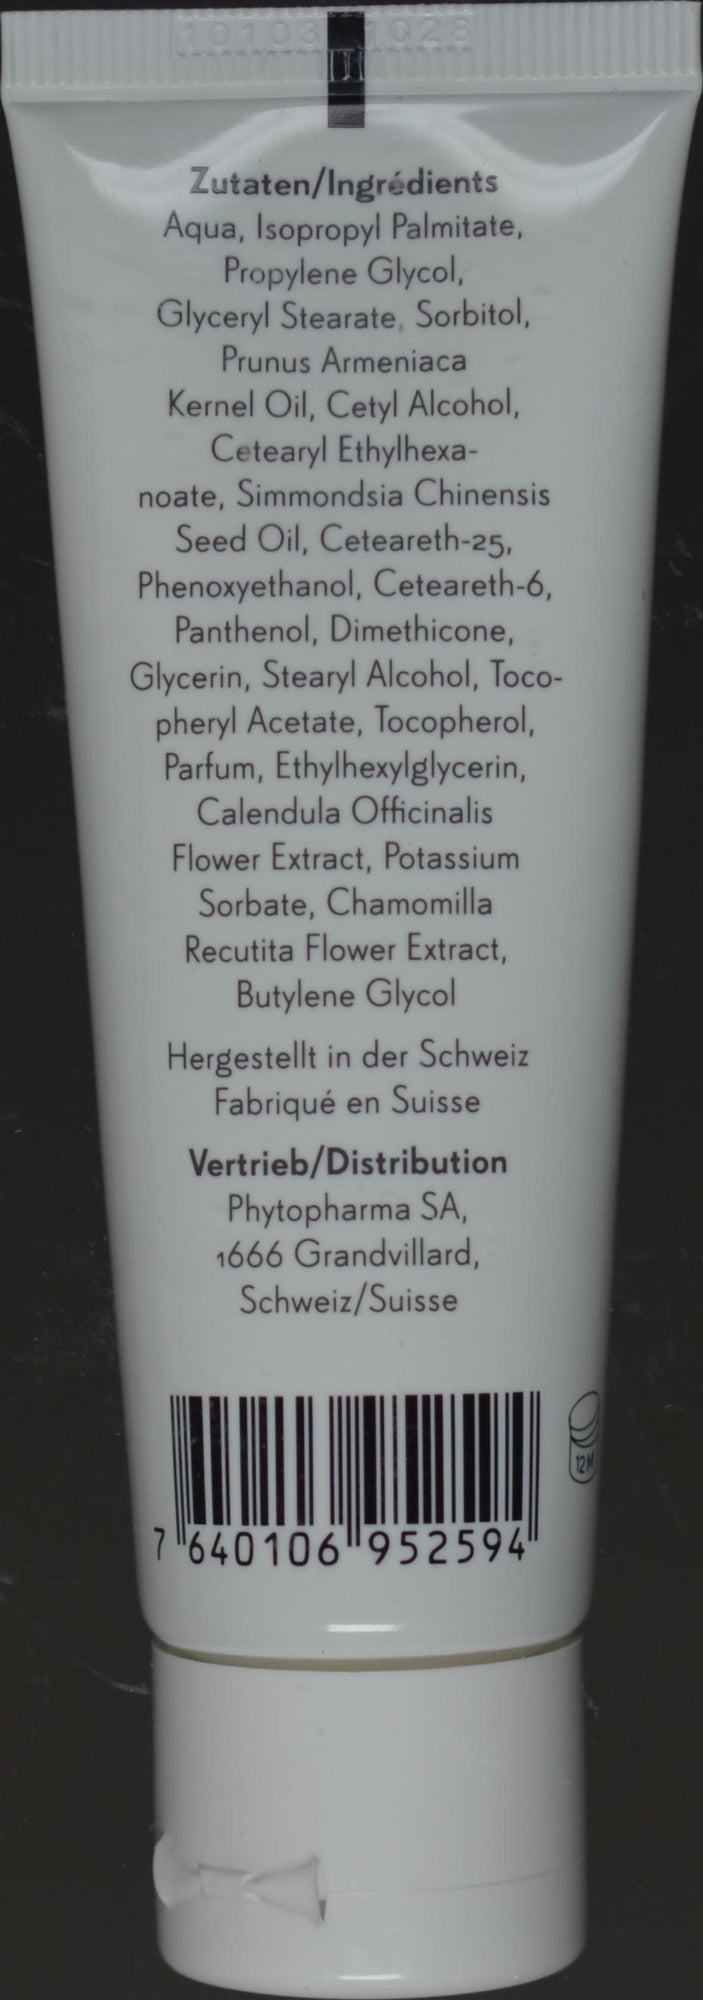 10103 1028
Zutaten/Ingrédients
Aqua, Isopropyl Palmitate,
Propylene Glycol,
Glyceryl Stearate, Sorbitol,
Prunus Armeniaca
Kernel Oil, Cetyl Alcohol,
Cetearyl Ethylhexa-
noate, Simmondsia Chinensis
Seed Oil, Ceteareth-25,
Phenoxyethanol, Ceteareth-6,
Panthenol, Dimethicone,
Glycerin, Stearyl Alcohol, Toco-
pheryl Acetate, Tocopherol,
Parfum, Ethylhexylglycerin,
Calendula Officinalis
Flower Extract, Potassium
Sorbate, Chamomilla
Recutita Flower Extract,
Butylene Glycol
Hergestellt in der Schweiz
Fabriqué en Suisse
Vertrieb/Distribution
Phytopharma SA,
1666 Grandvillard,
Schweiz/Suisse
12M
7 640106 952594